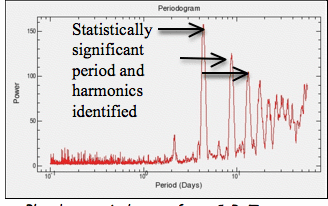 Periodogram
Statistically
significant
period and
harmonics
identified
Power
150
100
50
0
Period (Days)